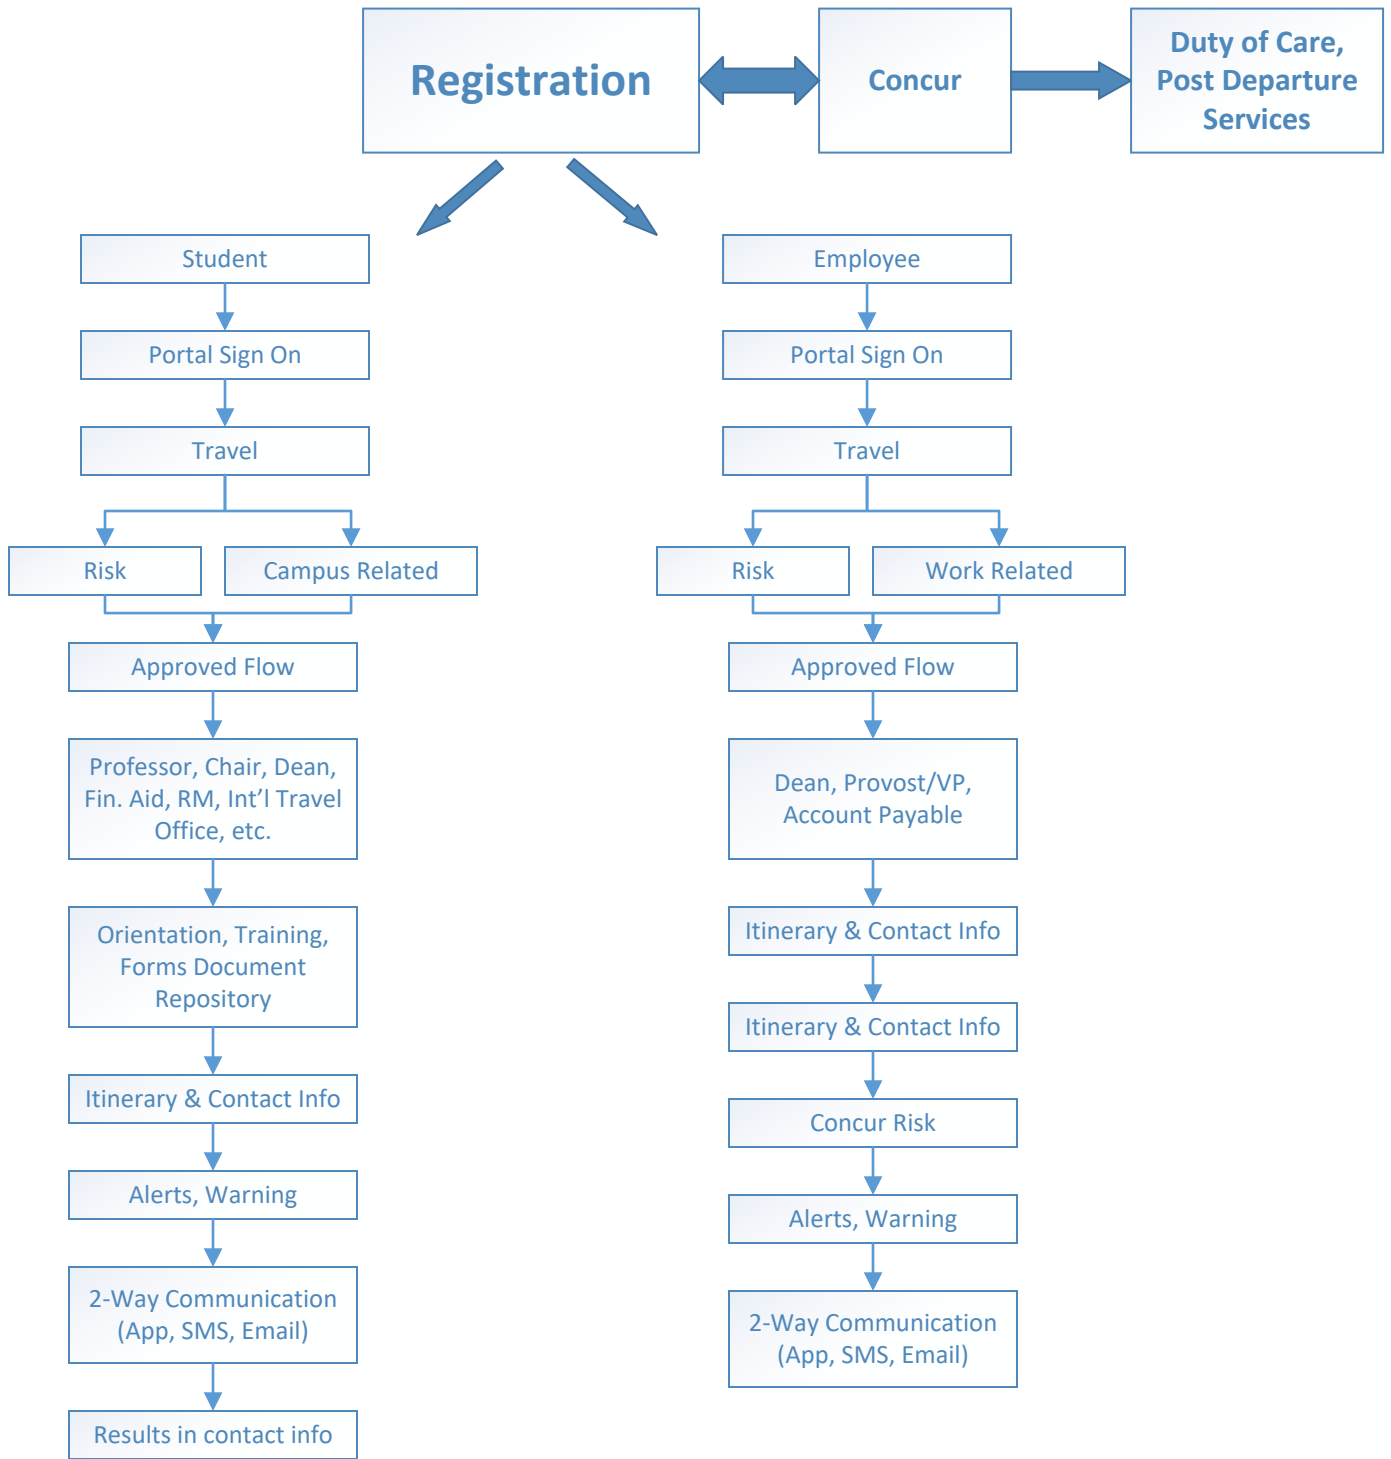 Registration
Concur
Duty of Care,
Post Departure
Services
Student
Portal Sign On
Travel
Risk
Campus Related
Approved Flow
Professor, Chair, Dean,
Fin. Aid, RM, Int’l Travel
Office, etc.
Orientation, Training,
Forms Document
Repository
Itinerary & Contact Info
Alerts, Warning
2-Way Communication
(App, SMS, Email)
Results in contact info
Employee
Portal Sign On
Travel
Risk
Work Related
Approved Flow
Dean, Provost/VP,
Account Payable
Itinerary & Contact Info
Itinerary & Contact Info
Concur Risk
Alerts, Warning
2-Way Communication
(App, SMS, Email)